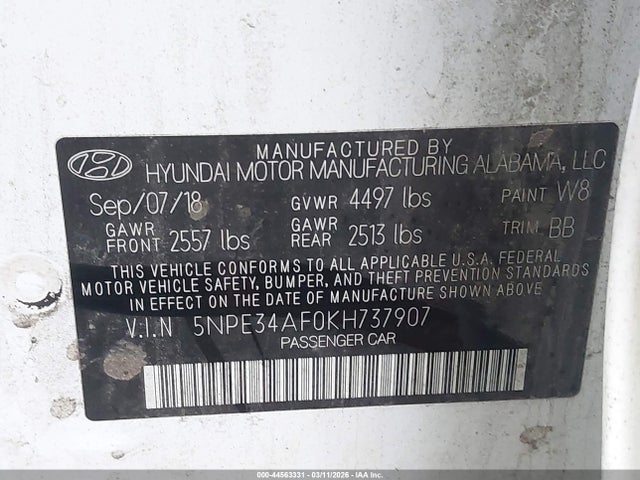 MANUFACTURED BY
HYUNDAI MOTOR MANUFACTURING ALABAMA, LLC
Sep/07/18 GVWR 4497 lbs PAINT W8
GAWR FRONT 2557 lbs GAWR REAR 2513 lbs TRIM BB
THIS VEHICLE CONFORMS TO ALL APPLICABLE U.S.A. FEDERAL
MOTOR VEHICLE SAFETY, BUMPER, AND THEFT PREVENTION STANDARDS
IN EFFECT ON THE DATE OF MANUFACTURE SHOWN ABOVE.
V.I.N 5NPE34AF0KH737907
PASSENGER CAR
000-44563331 - 03/11/2026 - IAAI.COM